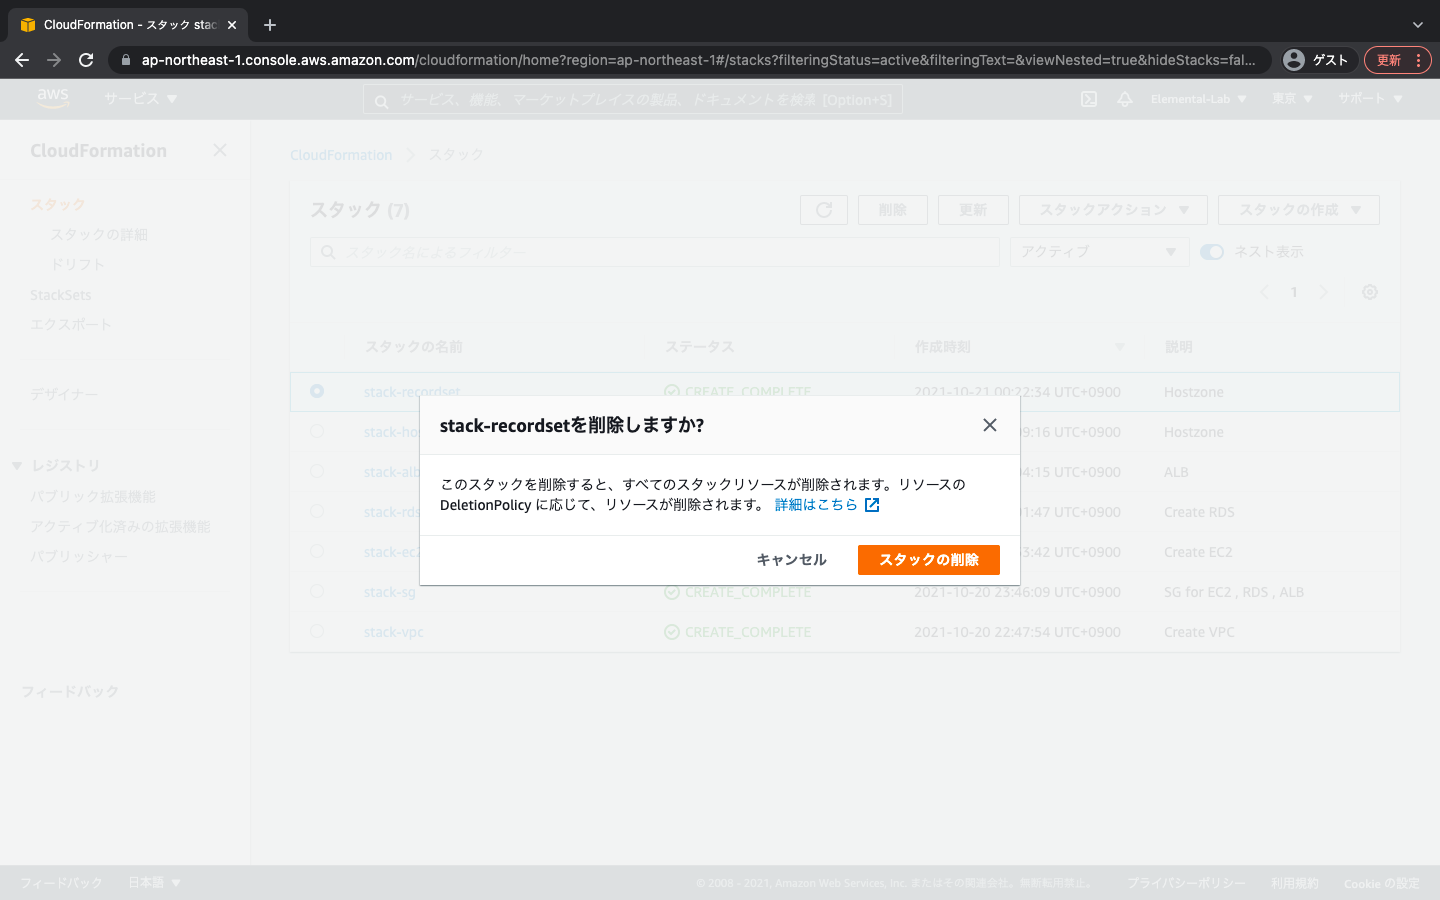 CloudFormation - スタック stac
ap-northeast-1.console.aws.amazon.com/cloudformation/home?region=ap-northeast-1#/stacks?filteringStatus=active&filteringText=&viewNested=true&hideStacks=fal...
ゲスト
更新
aws
サービス
サービス、機能、マーケットプレイスの製品、ドキュメントを検索 [Option+S]
Elemental-Lab
東京
サポート
CloudFormation
スタック
スタックの詳細
ドリフト
StackSets
エクスポート
デザイナー
レジストリ
パブリック拡張機能
アクティブ化済みの拡張機能
パブリッシャー
フィードバック
CloudFormation
スタック
スタック (7)
削除
更新
スタックアクション
スタックの作成
スタック名によるフィルター
アクティブ
ネスト表示
1
スタックの名前 ステータス 作成時刻 説明
stack-recordset CREATE_COMPLETE 2021-10-21 00:22:34 UTC+0900 Hostzone
stack-ho 09:16 UTC+0900 Hostzone
stack-alb 04:15 UTC+0900 ALB
stack-rds 01:47 UTC+0900 Create RDS
stack-ec2 53:42 UTC+0900 Create EC2
stack-sg CREATE_COMPLETE 2021-10-20 23:46:09 UTC+0900 SG for EC2 , RDS , ALB
stack-vpc CREATE_COMPLETE 2021-10-20 22:47:54 UTC+0900 Create VPC
stack-recordsetを削除しますか?
このスタックを削除すると、すべてのスタックリソースが削除されます。リソースの
DeletionPolicy に応じて、リソースが削除されます。 詳細はこちら
キャンセル
スタックの削除
フィードバック
日本語
© 2008 - 2021, Amazon Web Services, Inc. またはその関連会社。無断転用禁止。
プライバシーポリシー
利用規約
Cookie の設定